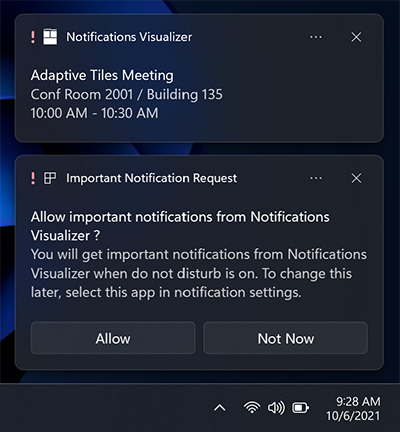 Notifications Visualizer
Adaptive Tiles Meeting
Conf Room 2001 / Building 135
10:00 AM - 10:30 AM
Important Notification Request
Allow important notifications from Notifications
Visualizer ?
You will get important notifications from Notifications
Visualizer when do not disturb is on. To change this
later, select this app in notification settings.
Allow
Not Now
9:28 AM
10/6/2021